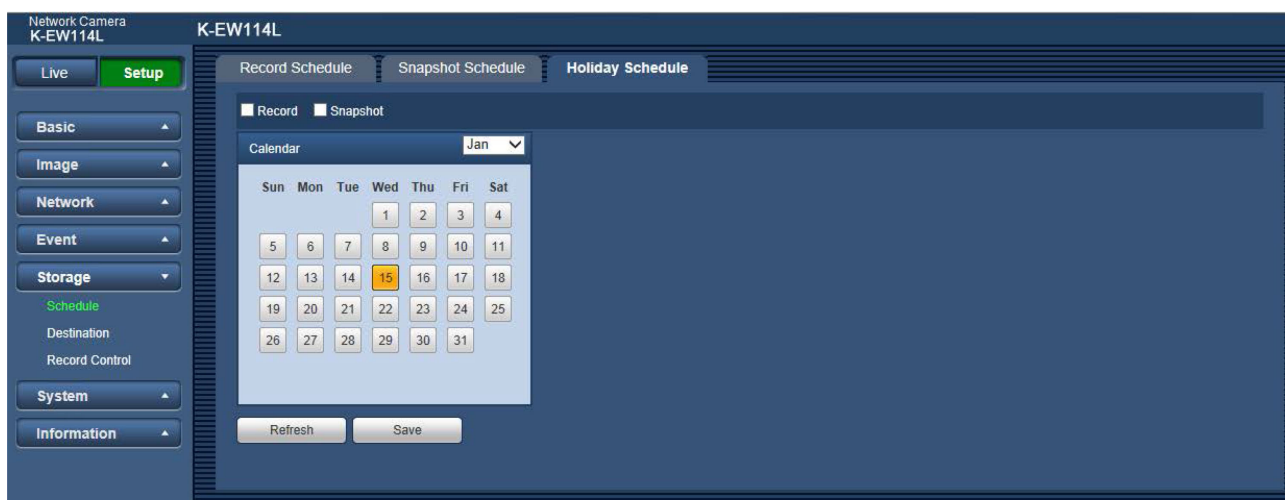 Network Camera
K-EW114L
K-EW114L
Live Setup
Record Schedule Snapshot Schedule Holiday Schedule
Record Snapshot
Basic
Image
Network
Event
Storage
Schedule
Destination
Record Control
System
Information
Calendar Jan
Sun Mon Tue Wed Thu Fri Sat
1 2 3 4
5 6 7 8 9 10 11
12 13 14 15 16 17 18
19 20 21 22 23 24 25
26 27 28 29 30 31
Refresh Save